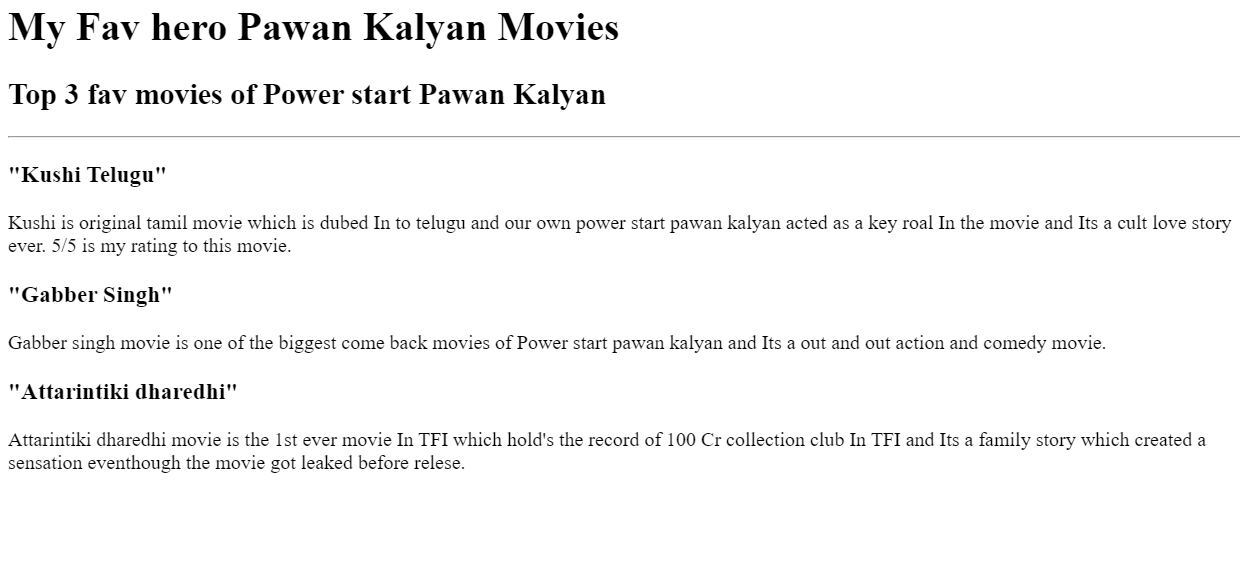 My Fav hero Pawan Kalyan Movies
Top 3 fav movies of Power start Pawan Kalyan
"Kushi Telugu"
Kushi is original tamil movie which is dubed In to telugu and our own power start pawan kalyan acted as a key roal In the movie and Its a cult love story
ever. 5/5 is my rating to this movie.
"Gabber Singh"
Gabber singh movie is one of the biggest come back movies of Power start pawan kalyan and Its a out and out action and comedy movie.
"Attarintiki dharedhi"
Attarintiki dharedhi movie is the 1st ever movie In TFI which hold's the record of 100 Cr collection club In TFI and Its a family story which created a
sensation eventhough the movie got leaked before relese.